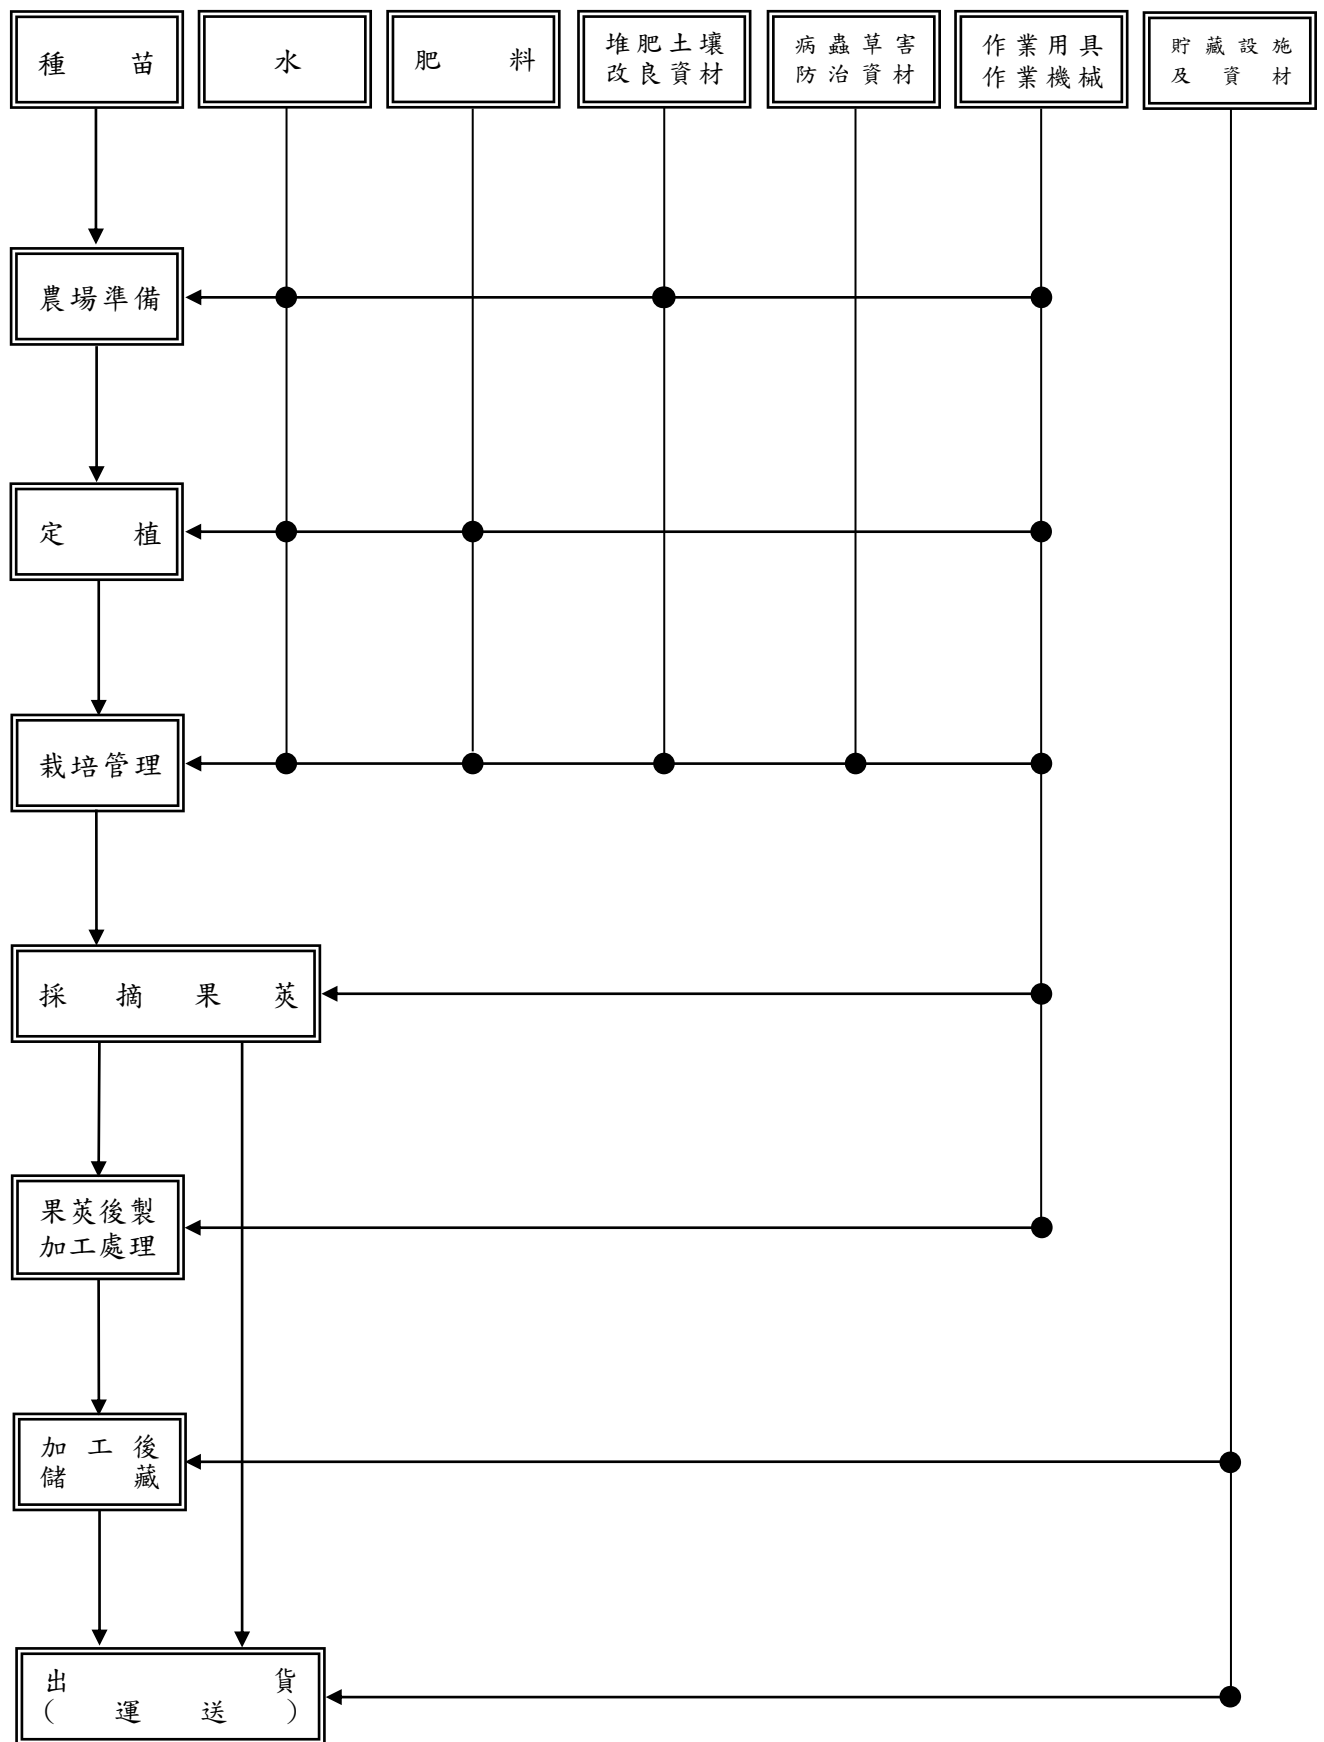 種苗
水
肥料
堆肥土壤
改良資材
病蟲草害
防治資材
作業用具
作業機械
貯藏設施
及資材
農場準備
定植
栽培管理
採摘果莢
果莢後製
加工處理
加工後
儲藏
出貨
(運送)